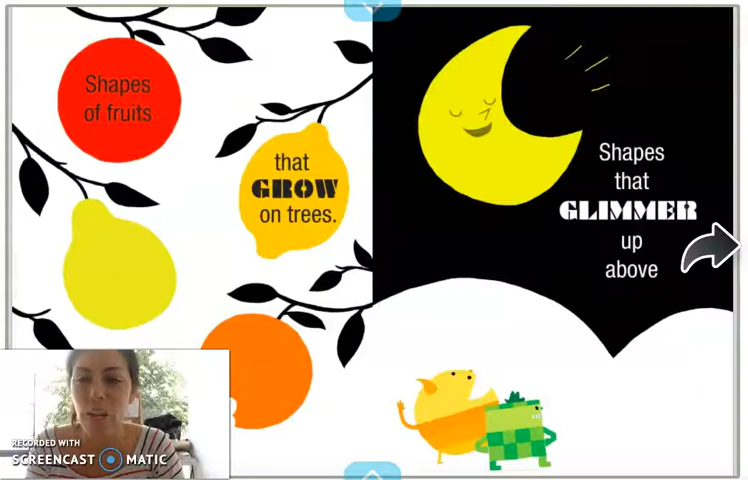 Shapes
of fruits
that
GROW
on trees.
Shapes
that
GLIMMER
up
above
RECORDED WITH
SCREENCAST MATIC